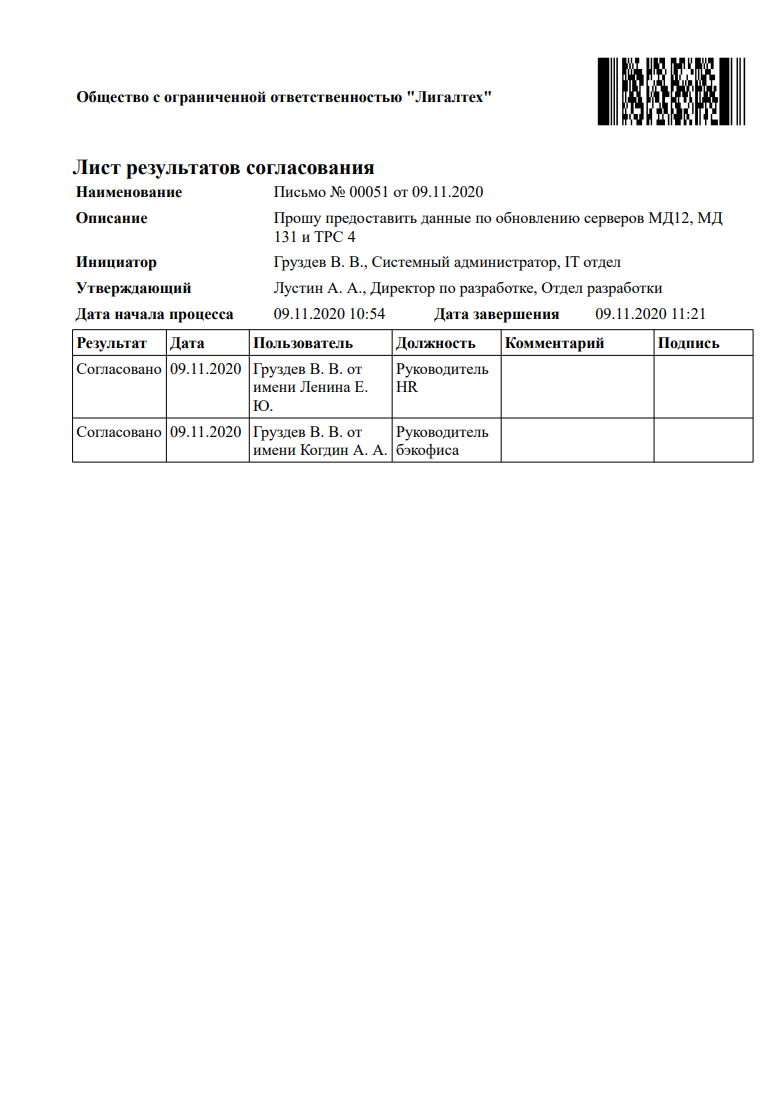 Общество с ограниченной ответственностью "Лигалтех"
Лист результатов согласования
Наименование Письмо № 00051 от 09.11.2020
Описание Прошу предоставить данные по обновлению серверов МД12, МД
131 и ТРС 4
Инициатор Груздев В. В., Системный администратор, IT отдел
Утверждающий Лустин А. А., Директор по разработке, Отдел разработки
Дата начала процесса 09.11.2020 10:54 Дата завершения 09.11.2020 11:21
Результат Дата Пользователь Должность Комментарий Подпись
Согласовано 09.11.2020 Груздев В. В. от Руководитель
имени Ленина Е. HR
Ю.
Согласовано 09.11.2020 Груздев В. В. от Руководитель
имени Когдин А. А. бэкофиса